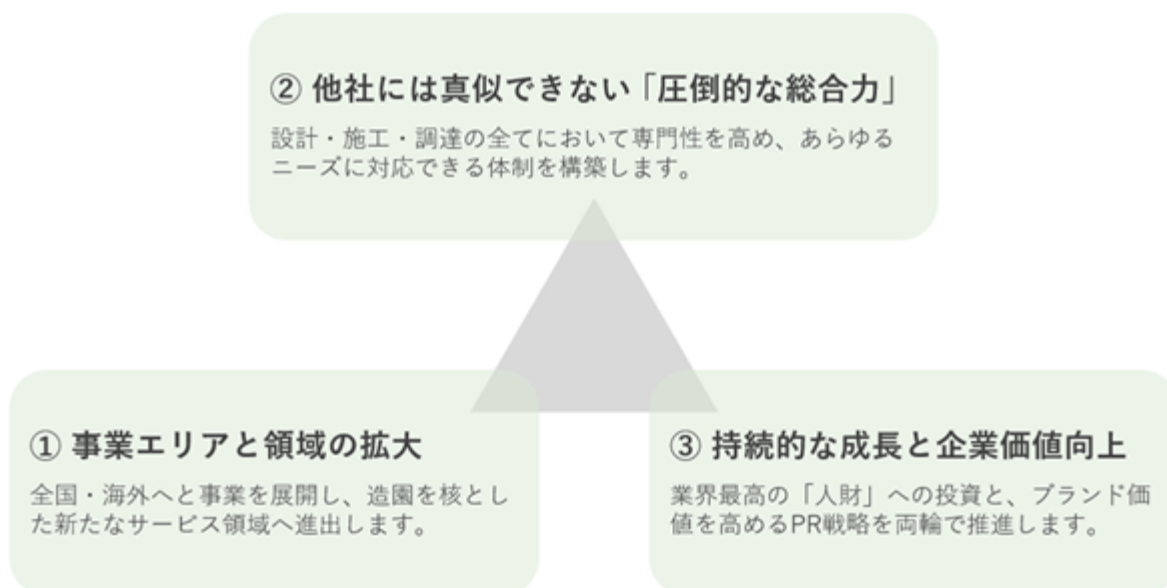 ② 他社には真似できない「圧倒的な総合力」
設計・施工・調達の全てにおいて専門性を高め、あらゆる
ニーズに対応できる体制を構築します。
① 事業エリアと領域の拡大
全国・海外へと事業を展開し、造園を核とし
た新たなサービス領域へ進出します。
③ 持続的な成長と企業価値向上
業界最高の「人財」への投資と、ブランド価
値を高めるPR戦略を両輪で推進します。